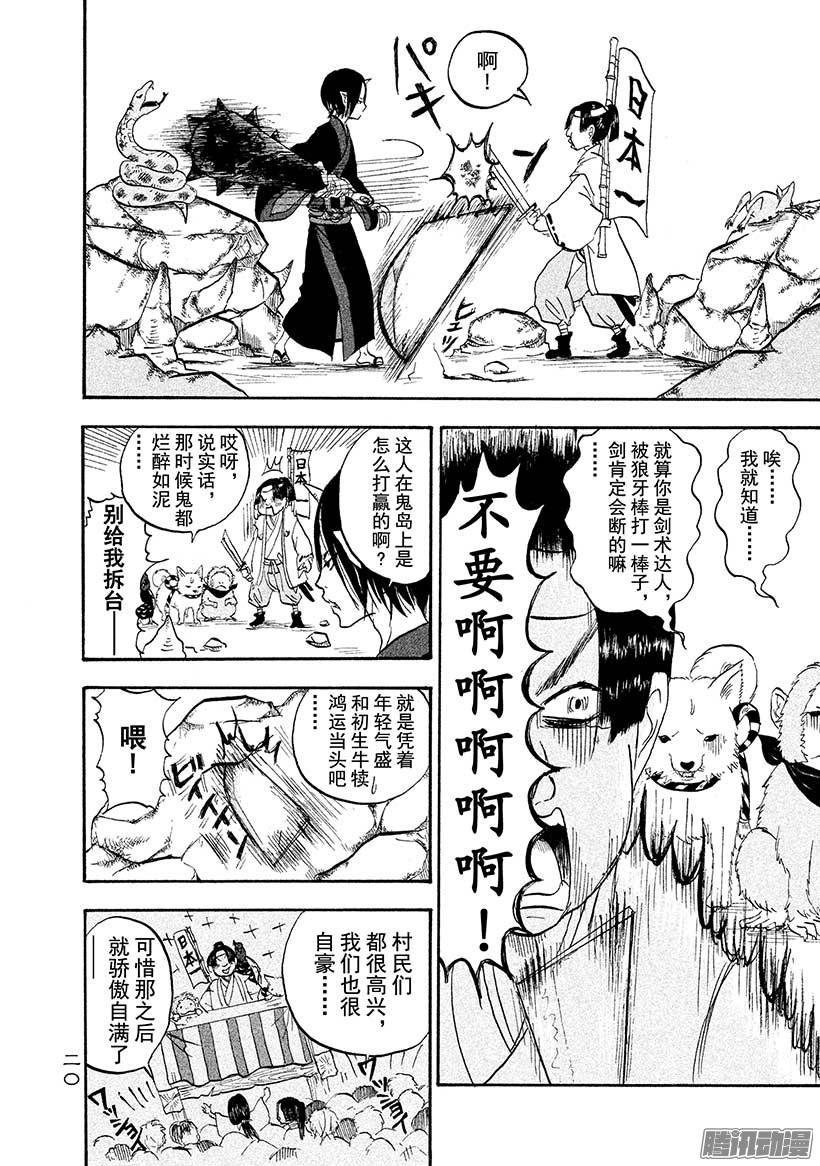 パキ
啊！
日本一
ン
ヒュッ
唉……
我就知道……
就算你是剑术达人，
被狼牙棒打一棒子，
剑肯定会断的嘛
……
不要啊啊啊啊啊！
这人在鬼岛上是
怎么打赢的啊？
哎呀，
说实话，
那时候鬼都
烂醉如泥
日本
别给我拆台——
就是凭着
年轻气盛
和初生牛犊
鸿运当头吧
……
喂！
村民们
都很高兴，
我们也很
自豪……
日本一
可惜那之后
就骄傲自满了
——
二〇
腾讯动漫